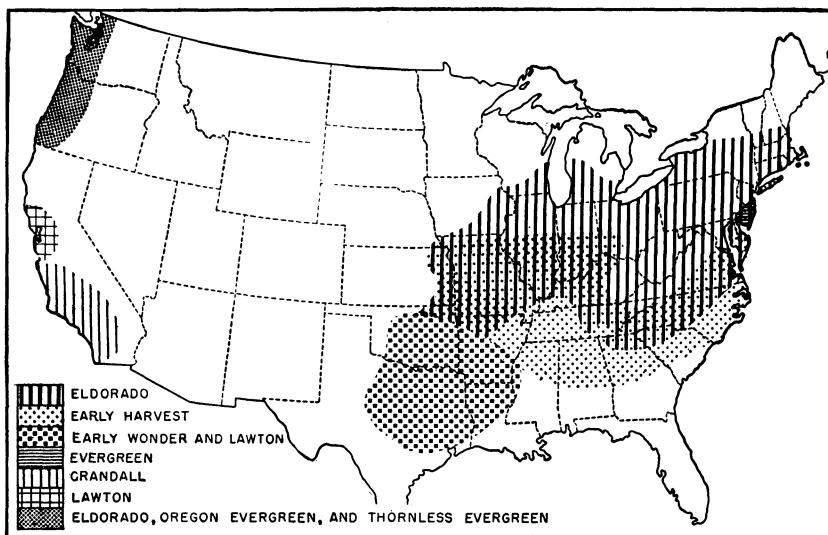 ELDORADO
EARLY HARVEST
EARLY WONDER AND LAWTON
EVERGREEN
CRANDALL
LAWTON
ELDORADO, OREGON EVERGREEN, AND THORNLESS EVERGREEN